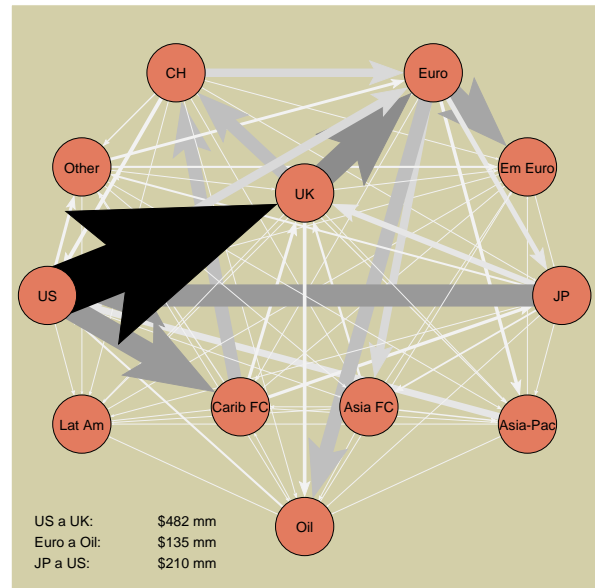 CH
Euro
Other
Em Euro
UK
US
JP
Carib FC
Asia FC
Lat Am
Asia-Pac
Oil
US a UK: $482 mm
Euro a Oil: $135 mm
JP a US: $210 mm